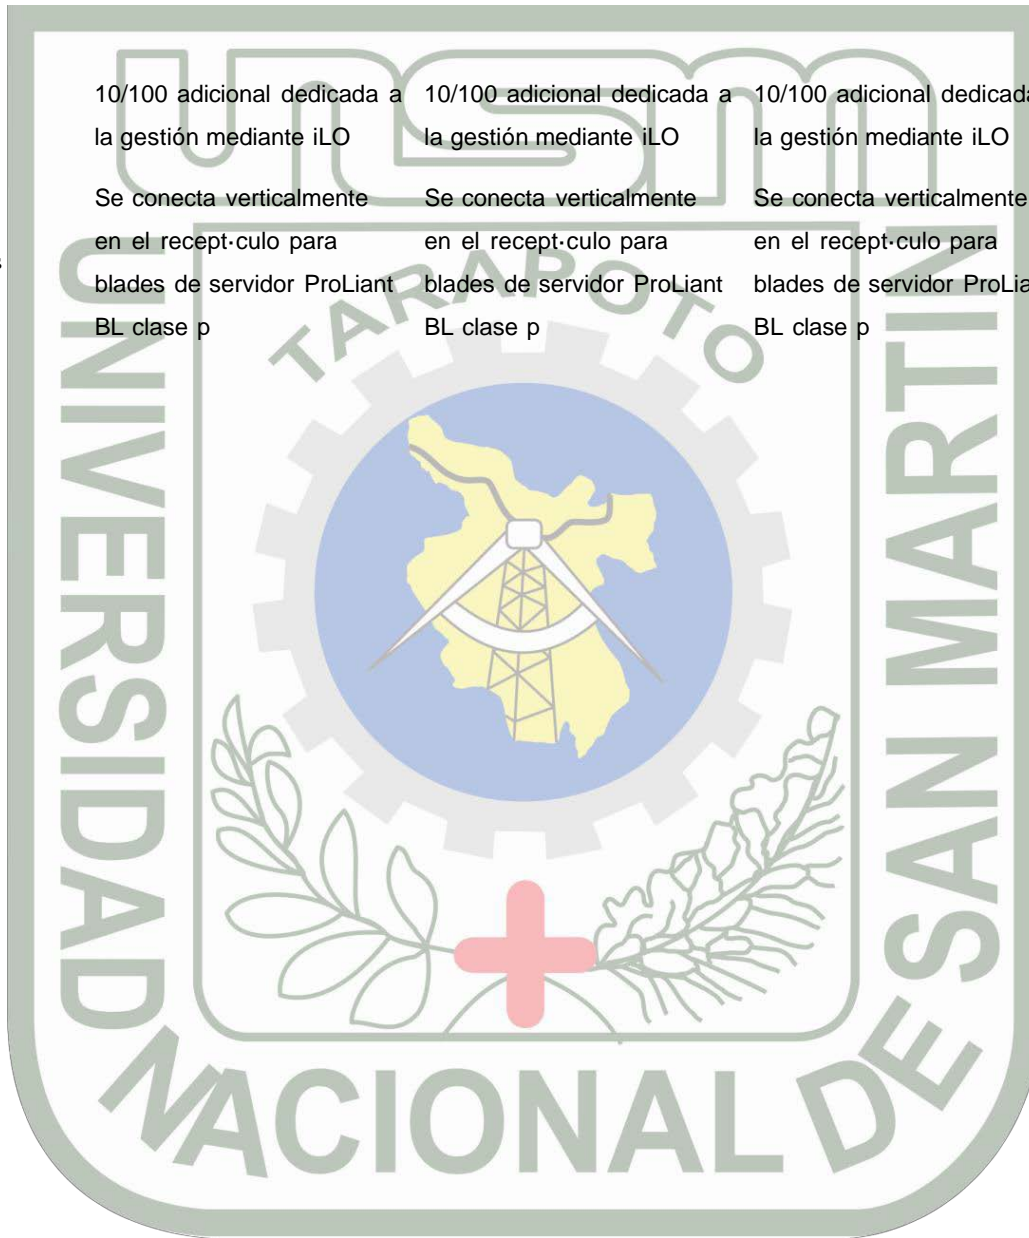 unsm
10/100 adicional dedicada a
la gestión mediante iLO
Se conecta verticalmente
en el recept·culo para
blades de servidor ProLiant
BL clase p
10/100 adicional dedicada a
la gestión mediante iLO
Se conecta verticalmente
en el recept·culo para
blades de servidor ProLiant
BL clase p
10/100 adicional dedicad
la gestión mediante iLO
Se conecta verticalmente
en el recept·culo para
blades de servidor ProLia
BL clase p
s
TARAPOTO
UNIVERSIDAD
NACIONAL DE
SAN MARTIN